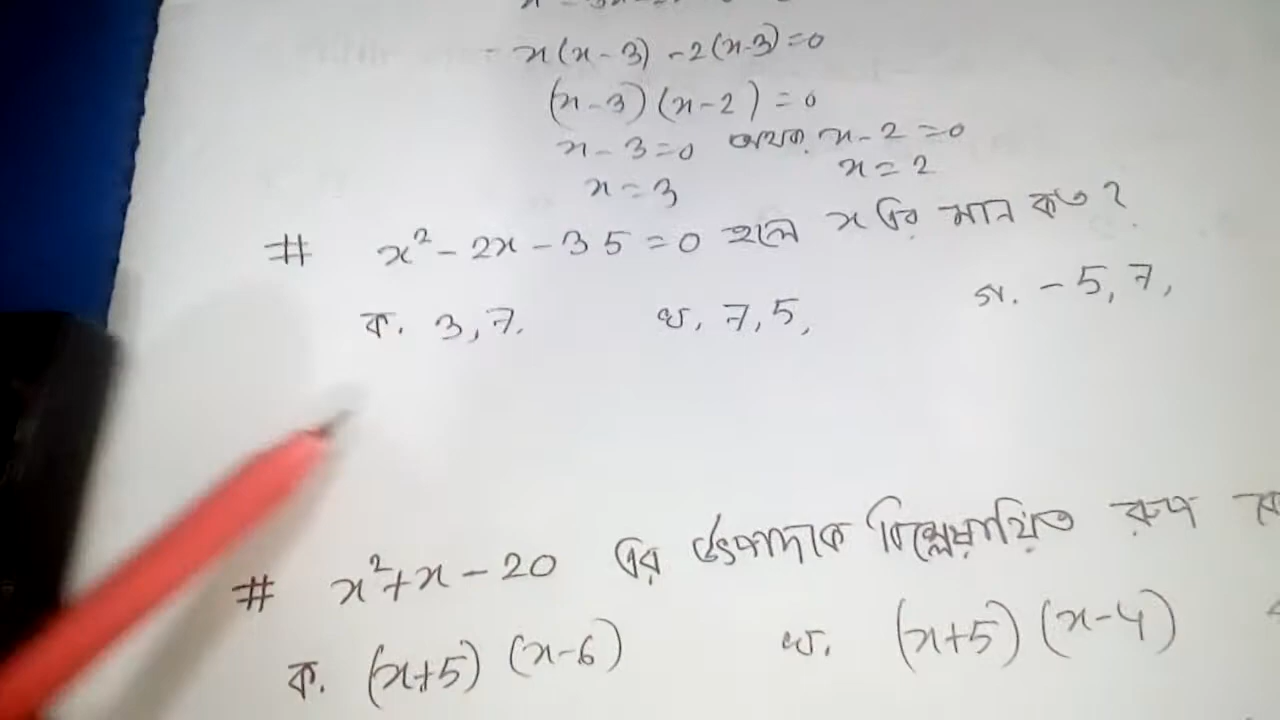 x(x-3) -2(x-3)=0
(x-3)(x-2)=0
x-3=0 অথবা, x-2=0
x=3 x=2
# x²-2x-35=0 হলে x এর মান কত?
ক. 3,7. খ. 7,5, গ. -5,7,
# x²+x-20 এর উৎপাদকে বিশ্লেষায়িত রুপ
ক. (x+5)(x-6) খ. (x+5)(x-4)